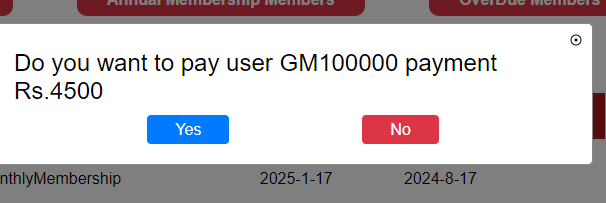 Annual Membership Members OverDue Members
Do you want to pay user GM100000 payment
Rs.4500
Yes No
nthlyMembership 2025-1-17 2024-8-17